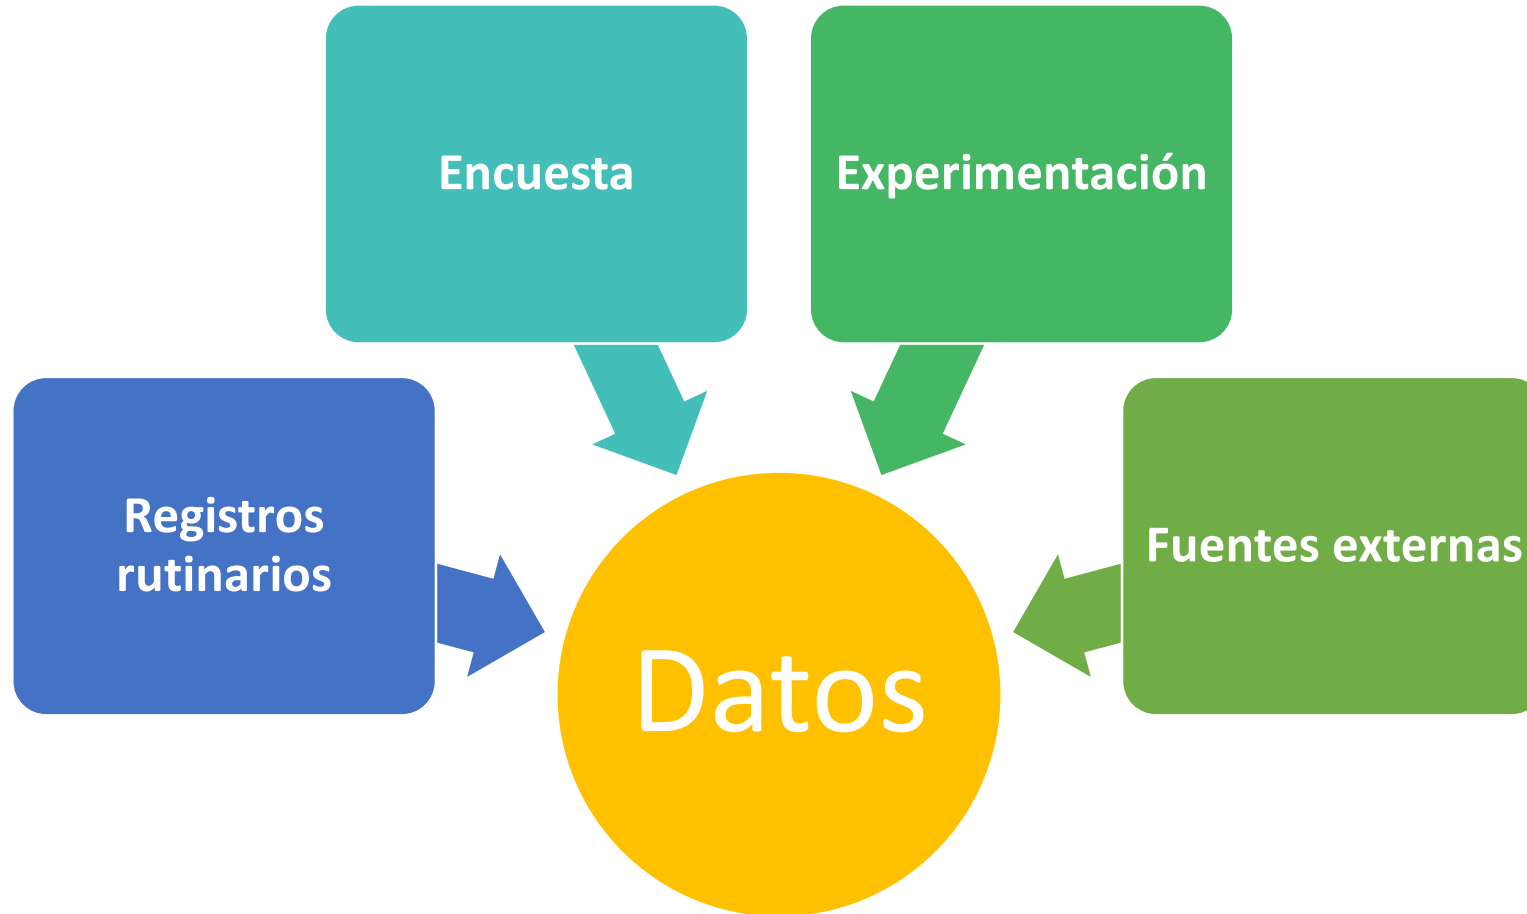 Encuesta
Experimentación
Registros
rutinarios
Fuentes externas
Datos